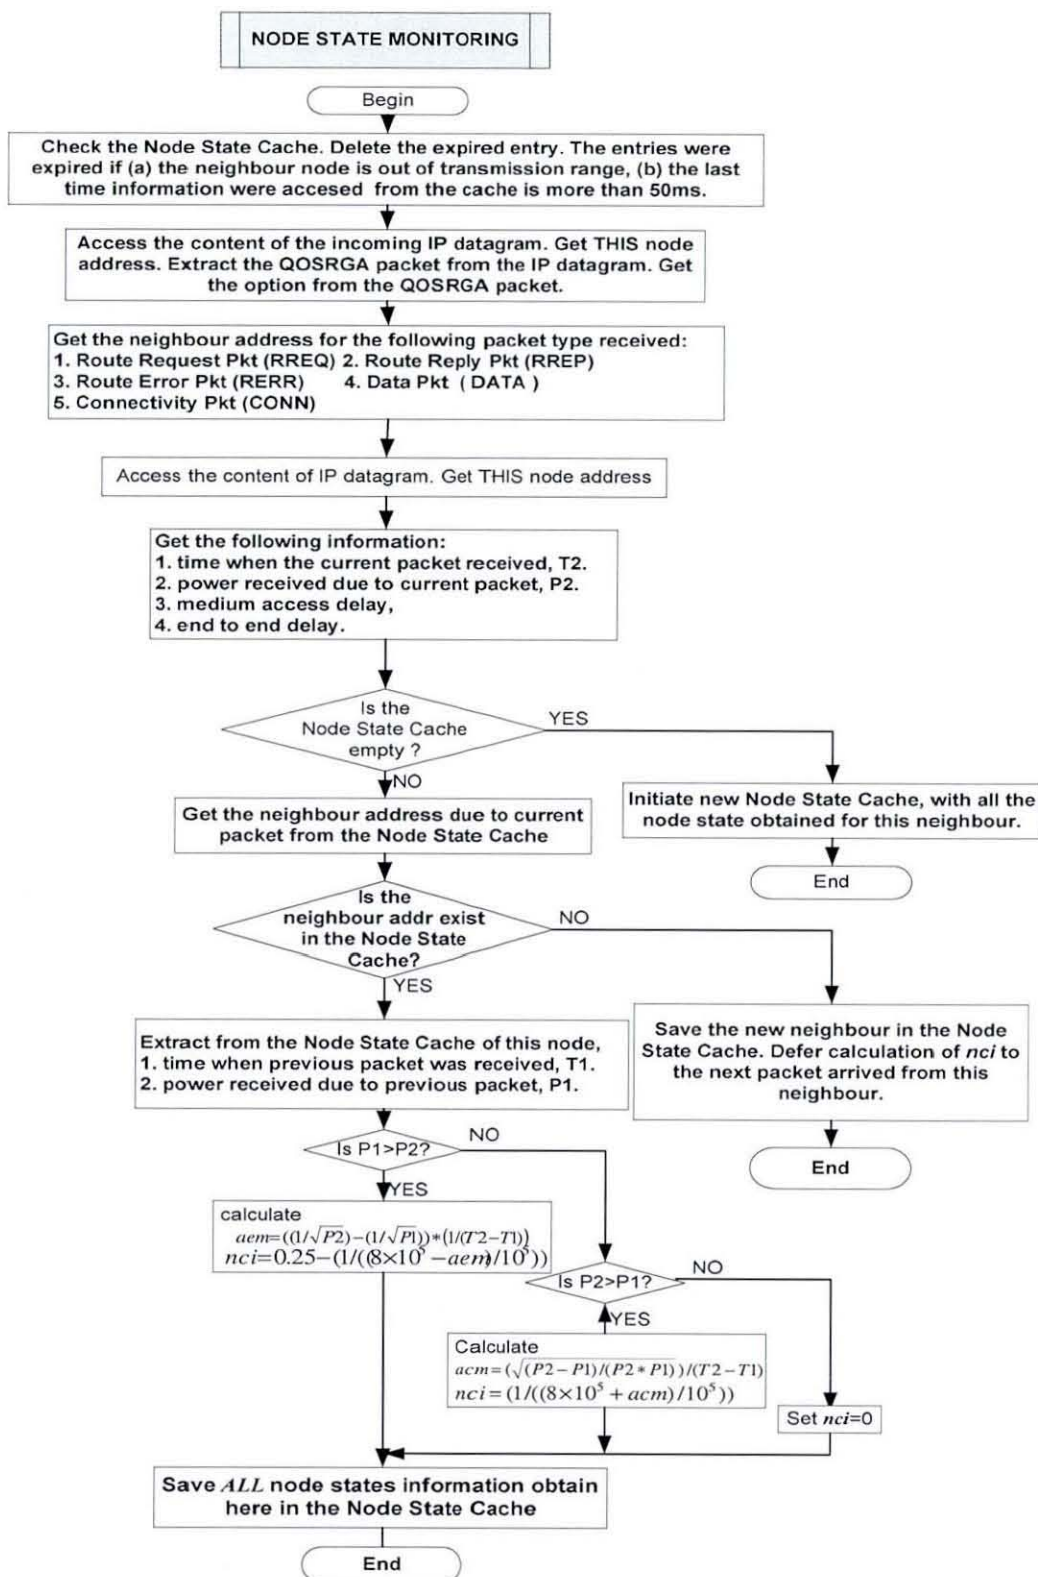 NODE STATE MONITORING
Begin
Check the Node State Cache. Delete the expired entry. The entries were
expired if (a) the neighbour node is out of transmission range, (b) the last
time information were accesed from the cache is more than 50ms.
Access the content of the incoming IP datagram. Get THIS node
address. Extract the QOSRGA packet from the IP datagram. Get
the option from the QOSRGA packet.
Get the neighbour address for the following packet type received:
1. Route Request Pkt (RREQ) 2. Route Reply Pkt (RREP)
3. Route Error Pkt (RERR) 4. Data Pkt ( DATA )
5. Connectivity Pkt (CONN)
Access the content of IP datagram. Get THIS node address
Get the following information:
1. time when the current packet received, T2.
2. power received due to current packet, P2.
3. medium access delay,
4. end to end delay.
Is the
Node State Cache
empty ?
YES
NO
Initiate new Node State Cache, with all the
node state obtained for this neighbour.
End
Get the neighbour address due to current
packet from the Node State Cache
Is the
neighbour addr exist
in the Node State
Cache?
NO
YES
Save the new neighbour in the Node
State Cache. Defer calculation of nci to
the next packet arrived from this
neighbour.
End
Extract from the Node State Cache of this node,
1. time when previous packet was received, T1.
2. power received due to previous packet, P1.
Is P1>P2?
NO
YES
calculate
aem=((1/√P2)−(1/√P1))*(1/(T2−T1))
nci=0.25−(1/((8×10⁵−aem)/10⁵))
Is P2>P1?
NO
YES
Calculate
acm=(√(P2−P1)/(P2*P1))/(T2−T1)
nci=(1/((8×10⁵+acm)/10⁵))
Set nci=0
Save ALL node states information obtain
here in the Node State Cache
End